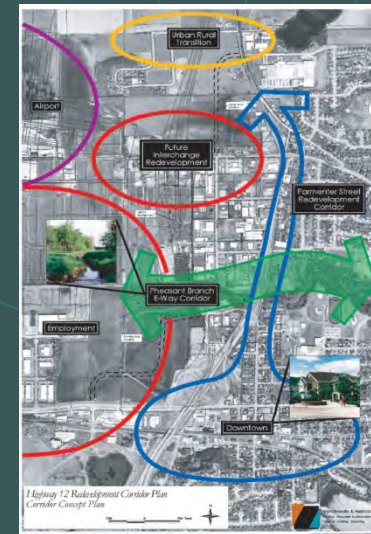 Urban Rural
Transition
Airport
Future
Interchange
Redevelopment
Parmenter Street
Redevelopment
Corridor
Pheasant Branch
E-Way Corridor
Employment
Downtown
Highway 12 Redevelopment Corridor Plan
Corridor Concept Plan